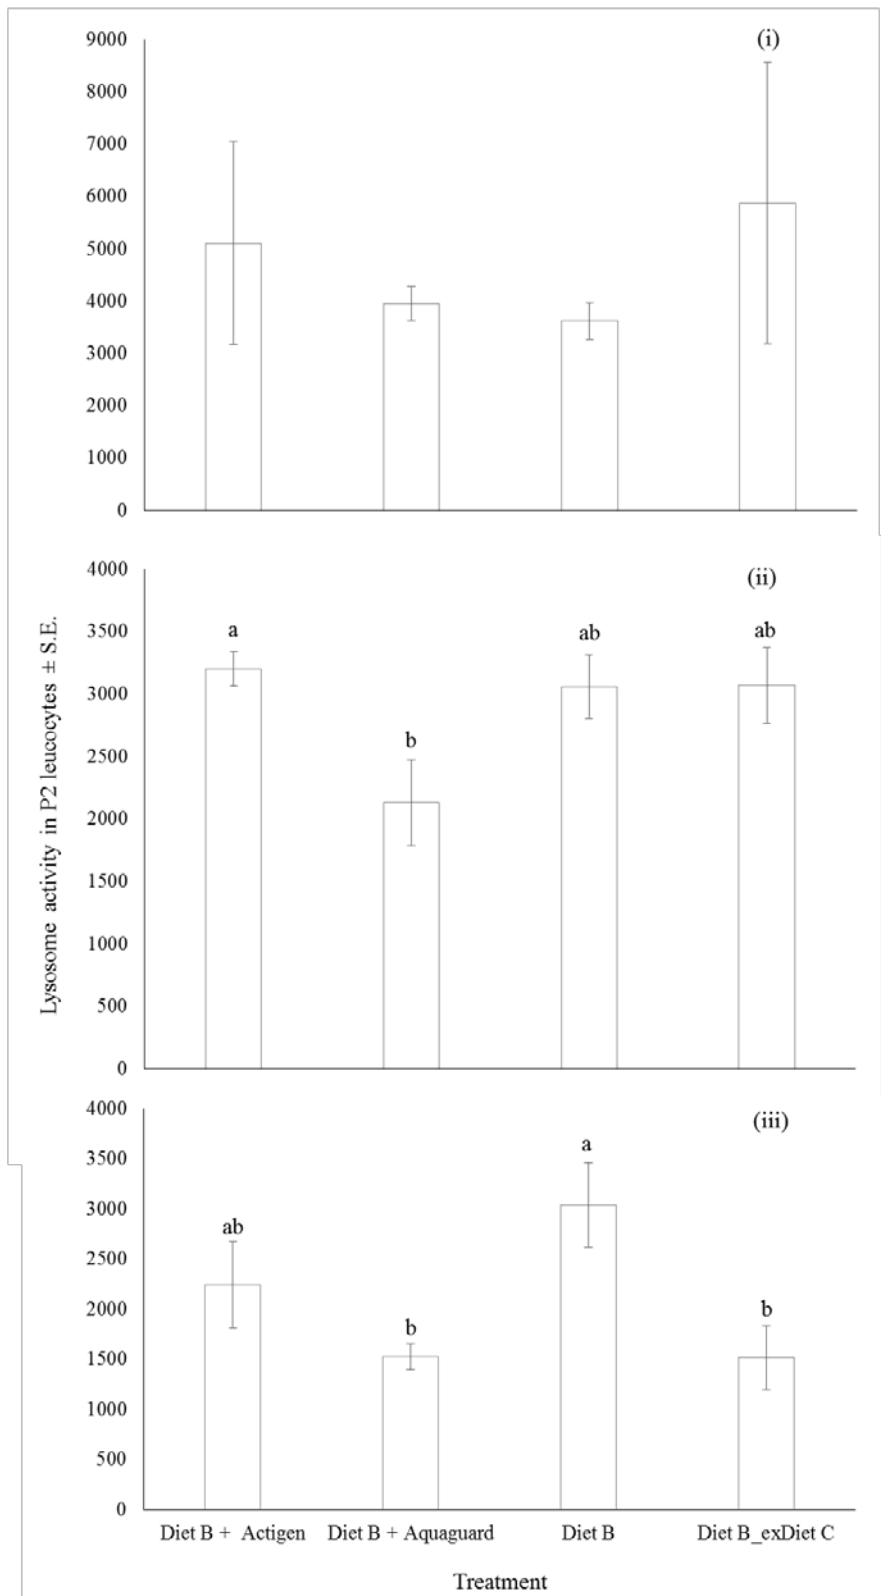 (i)
9000
8000
7000
6000
5000
4000
3000
2000
1000
0
Lysosome activity in P2 leucocytes ± S.E.
(ii)
4000
3500
3000
2500
2000
1500
1000
500
0
a
b
ab
ab
(iii)
4000
3500
3000
2500
2000
1500
1000
500
0
ab
b
a
b
Diet B + Actigen
Diet B + Aquaguard
Diet B
Diet B_exDiet C
Treatment